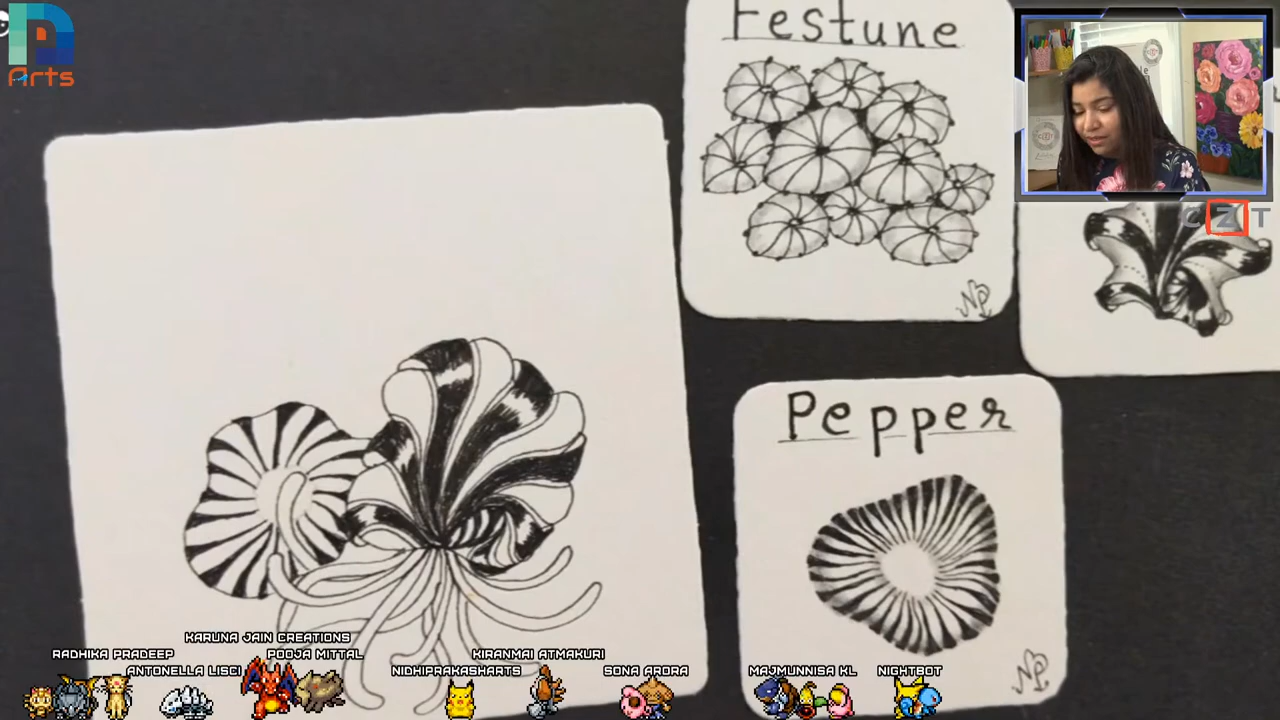 Arts
Festune
CZT
Pepper
KARUNA JAIN CREATIONS
RADHIKA PRADEEP
POOJA MITTAL
KIRANMAI ATMAKURI
ANTONELLA LISCI
NIDHIPRAKASHARTS
SONA ARORA
MAJMUNNISA KL
NIGHTBOT